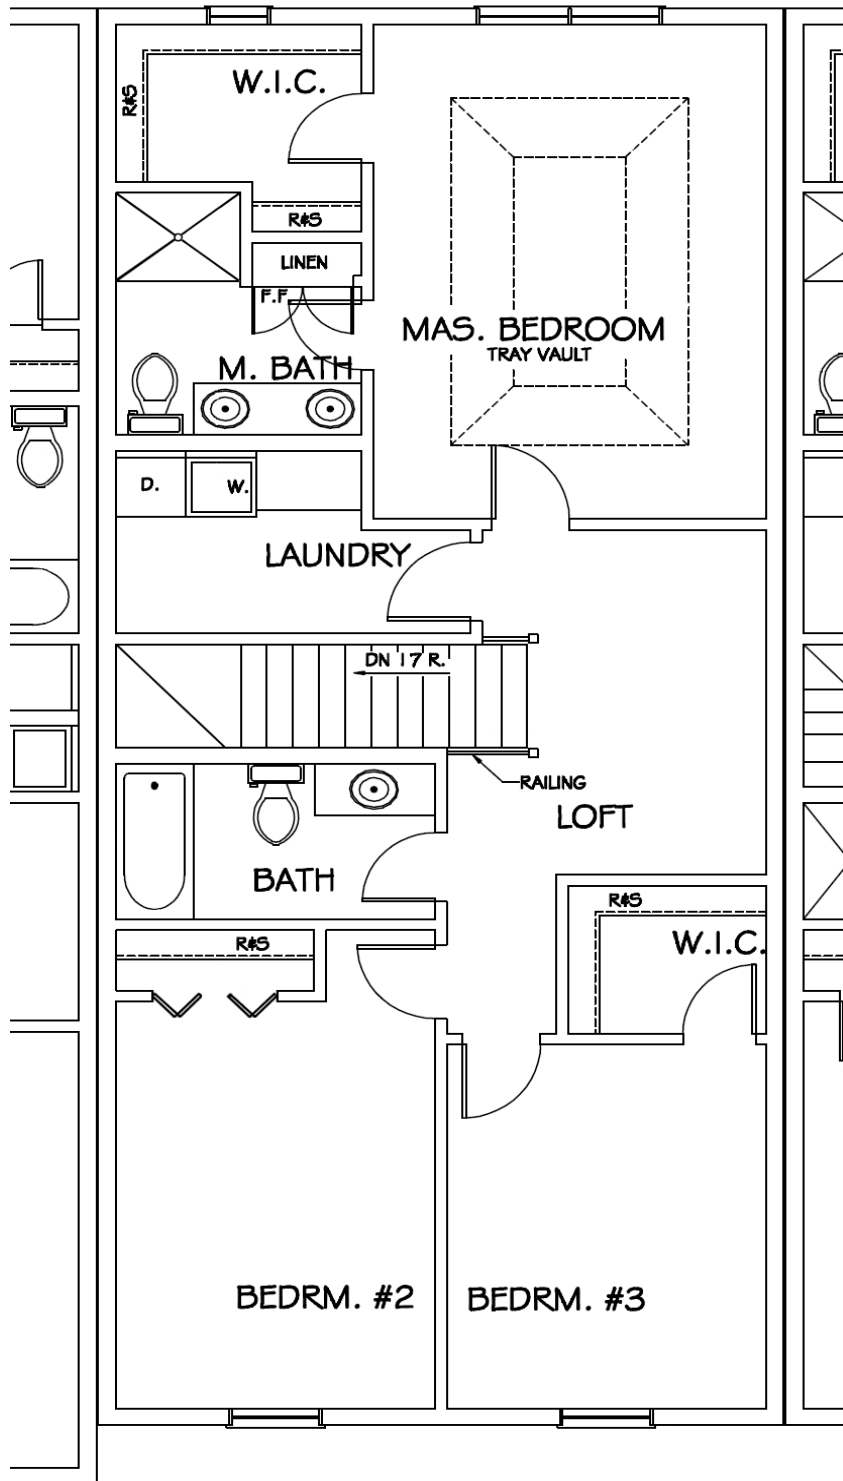 W.I.C.
R&S
R&S
LINEN
F.F.
MAS. BEDROOM
TRAY VAULT
M. BATH
D.
W.
LAUNDRY
DN 17 R.
RAILING
LOFT
BATH
R&S
W.I.C.
R&S
BEDRM. #2
BEDRM. #3